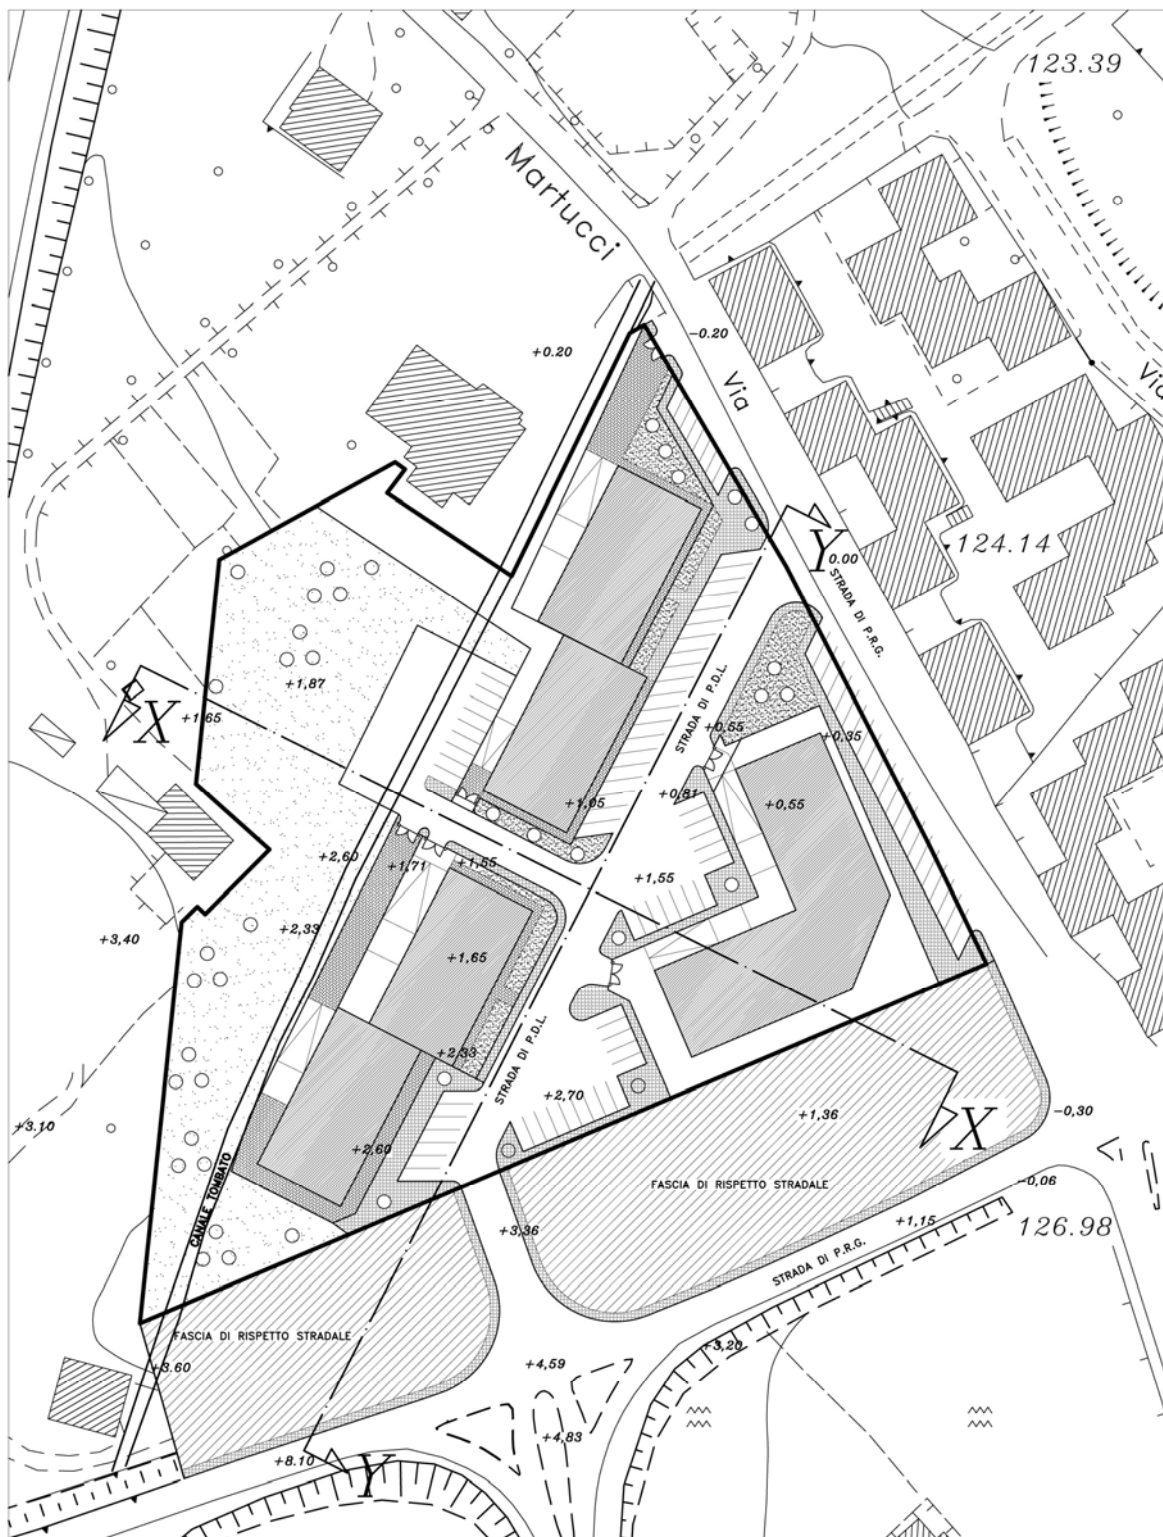 123.39
Martucci
-0.20
+0.20
Via
Via
124.14
Y
0.00
STRADA DI P.R.G.
+1,87
STRADA DI P.D.L.
X
+1,65
+0,55
+0,35
+0,81
+1,05
+0,55
+2,60
+1,71
+1,55
+1,55
+2,33
+3,40
+1,65
+2,33
STRADA DI P.D.L.
+2,70
+3.10
+1,36
X
-0,30
+2,60
CANALE TOMBATO
FASCIA DI RISPETTO STRADALE
-0,06
+3,36
+1,15
126.98
STRADA DI P.R.G.
FASCIA DI RISPETTO STRADALE
+3.60
+4,59
+3,20
+4,83
+8.10
Y